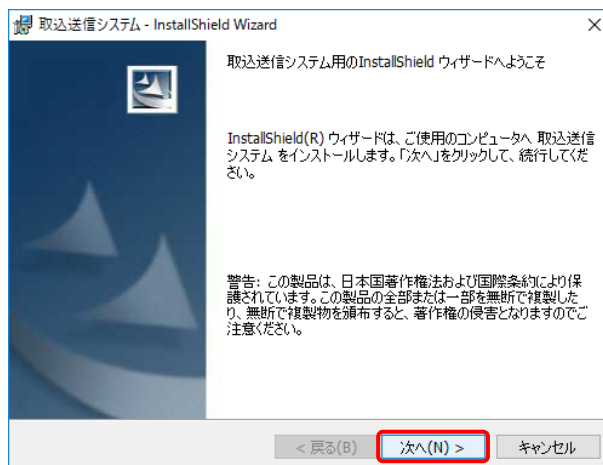 取込送信システム - InstallShield Wizard
取込送信システム用のInstallShield ウィザードへようこそ
InstallShield(R) ウィザードは、ご使用のコンピュータへ 取込送信
システム をインストールします。「次へ」をクリックして、続行してくだ
さい。
警告: この製品は、日本国著作権法および国際条約により保
護されています。この製品の全部または一部を無断で複製した
り、無断で複製物を頒布すると、著作権の侵害となりますのでご
注意ください。
< 戻る(B)
次へ(N) >
キャンセル